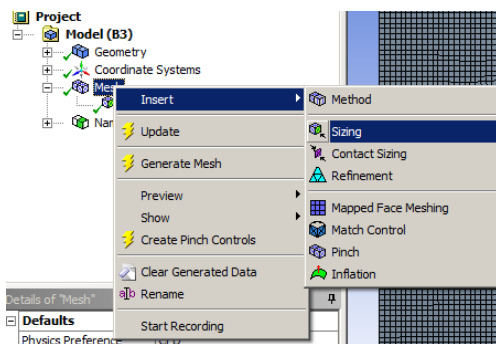 Project
Model (B3)
Geometry
Coordinate Systems
Mes
Nar
Insert
Update
Generate Mesh
Preview
Show
Create Pinch Controls
Clear Generated Data
Rename
Start Recording
Method
Sizing
Contact Sizing
Refinement
Mapped Face Meshing
Match Control
Pinch
Inflation
Details of "Mesh"
Defaults
Physics Preference